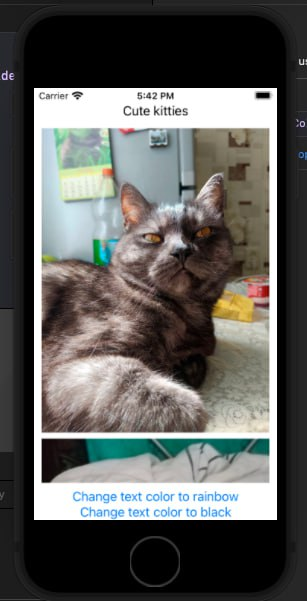 Carrier
5:42 PM
Cute kitties
Change text color to rainbow
Change text color to black